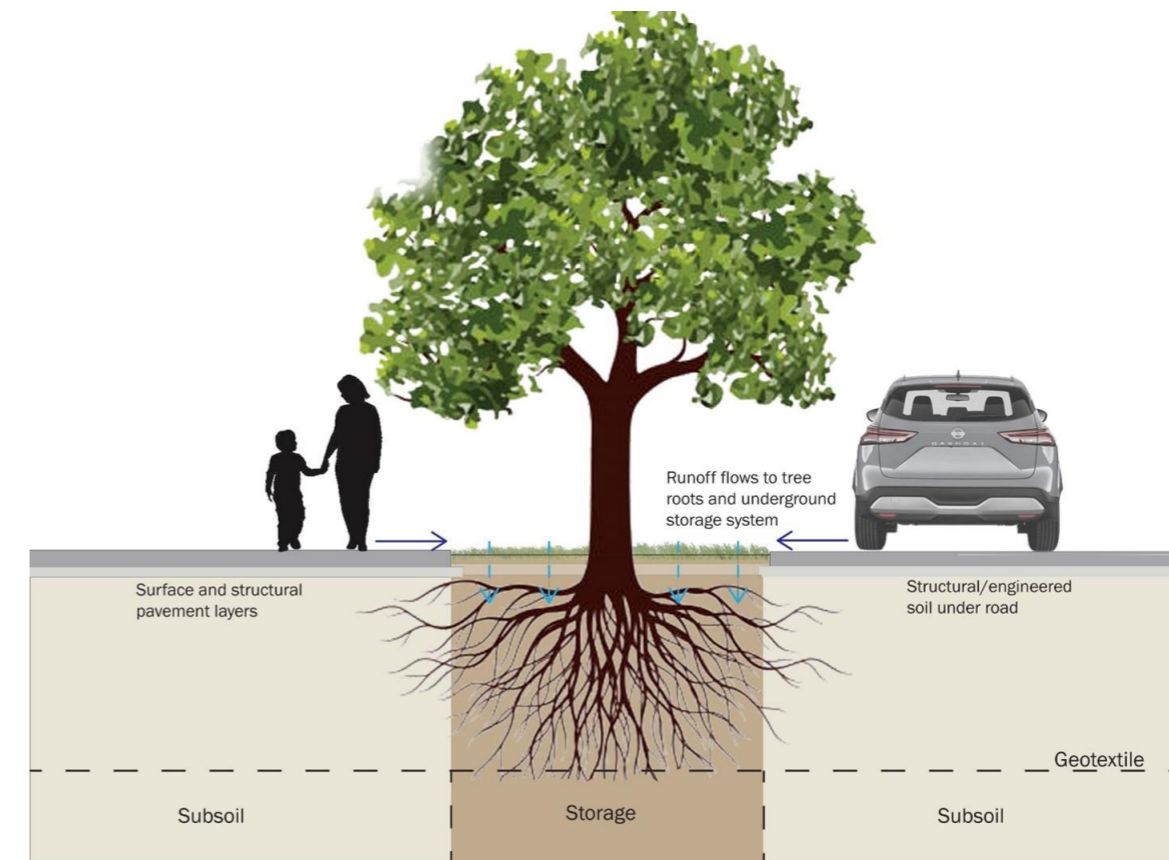 Runoff flows to tree
roots and underground
storage system
Surface and structural
pavement layers
Structural/engineered
soil under road
Geotextile
Subsoil
Storage
Subsoil
QASHQAI